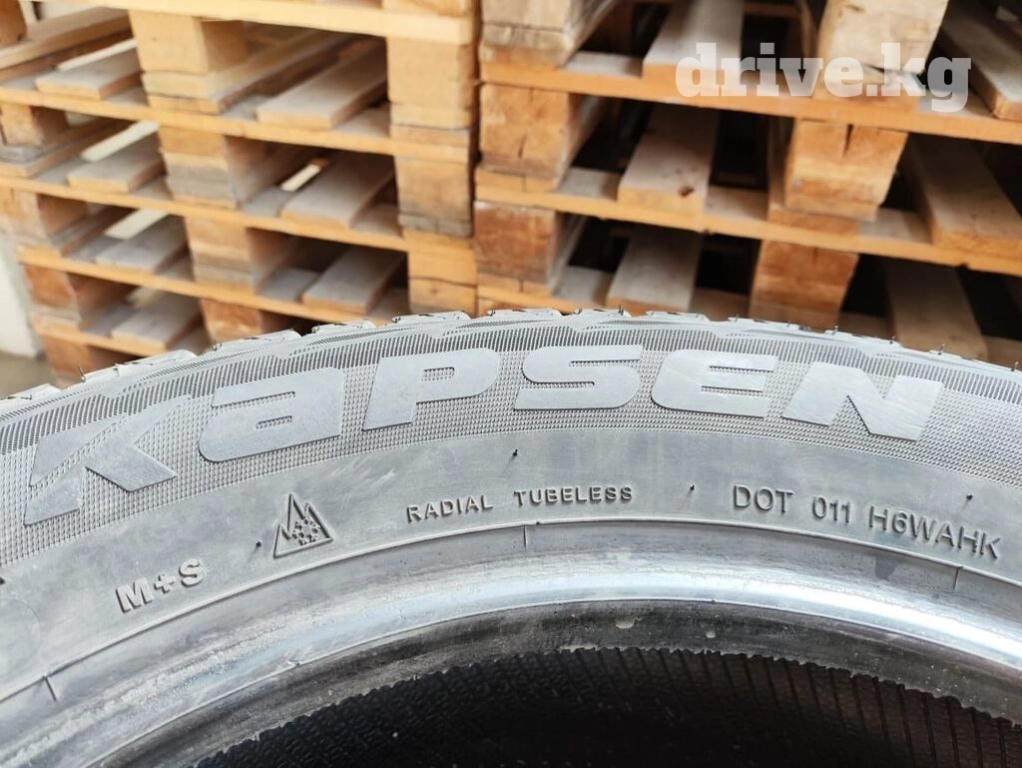 drive.kg
Kapsen
M+S
RADIAL TUBELESS
DOT 011 H6WAHK